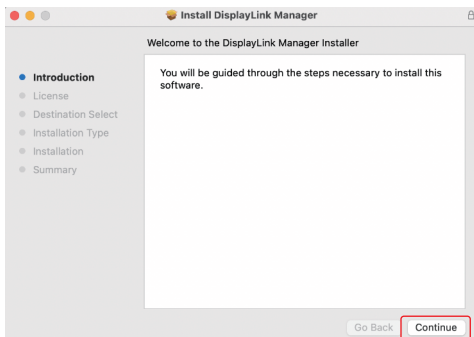 Install DisplayLink Manager
Welcome to the DisplayLink Manager Installer
Introduction
License
Destination Select
Installation Type
Installation
Summary
You will be guided through the steps necessary to install this
software.
Go Back
Continue